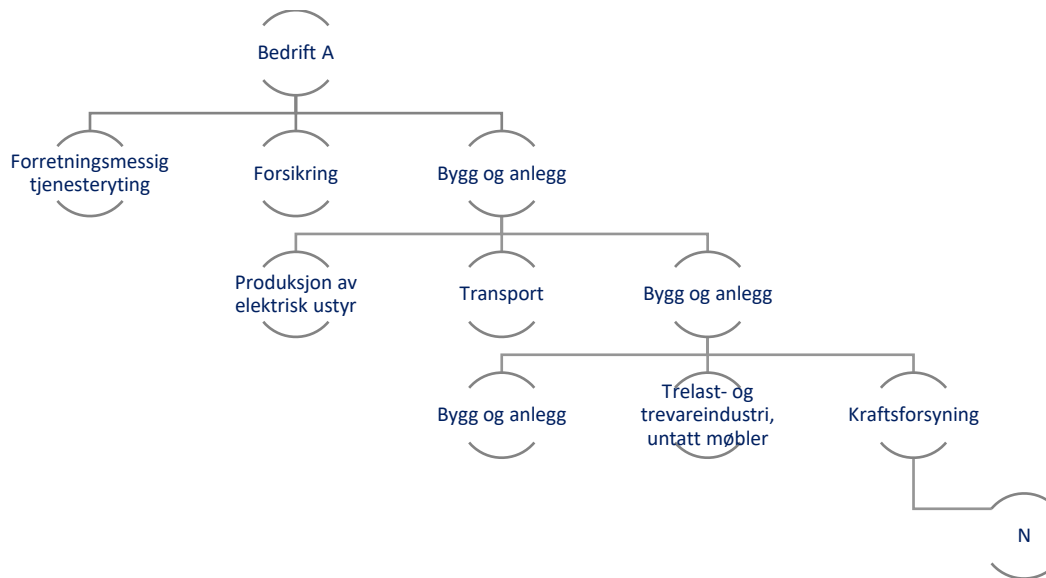 Bedrift A
Forretningsmessig
tjenesteryting
Forsikring
Bygg og anlegg
Produksjon av
elektrisk ustyr
Transport
Bygg og anlegg
Bygg og anlegg
Trelast- og
trevareindustri,
untatt møbler
Kraftsforsyning
N